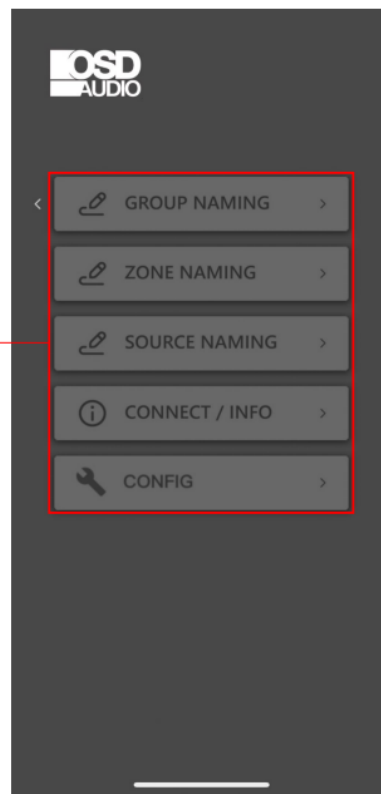 OSD
AUDIO
GROUP NAMING
ZONE NAMING
SOURCE NAMING
CONNECT / INFO
CONFIG